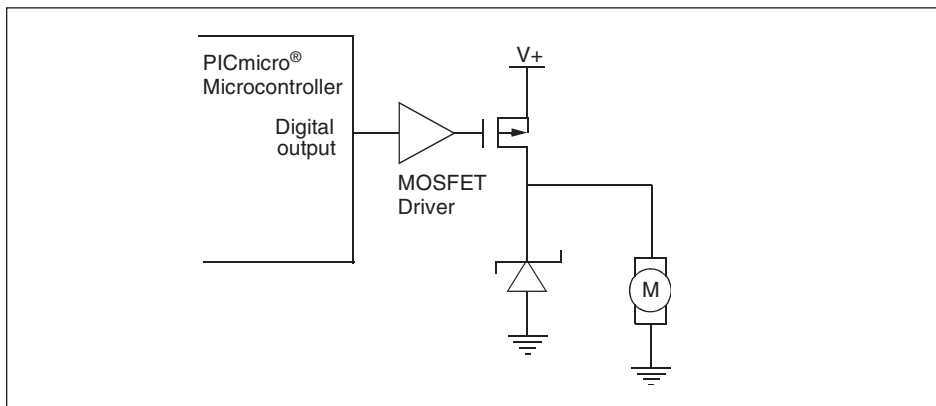 PICmicro®
Microcontroller
Digital
output
MOSFET
Driver
V+
M